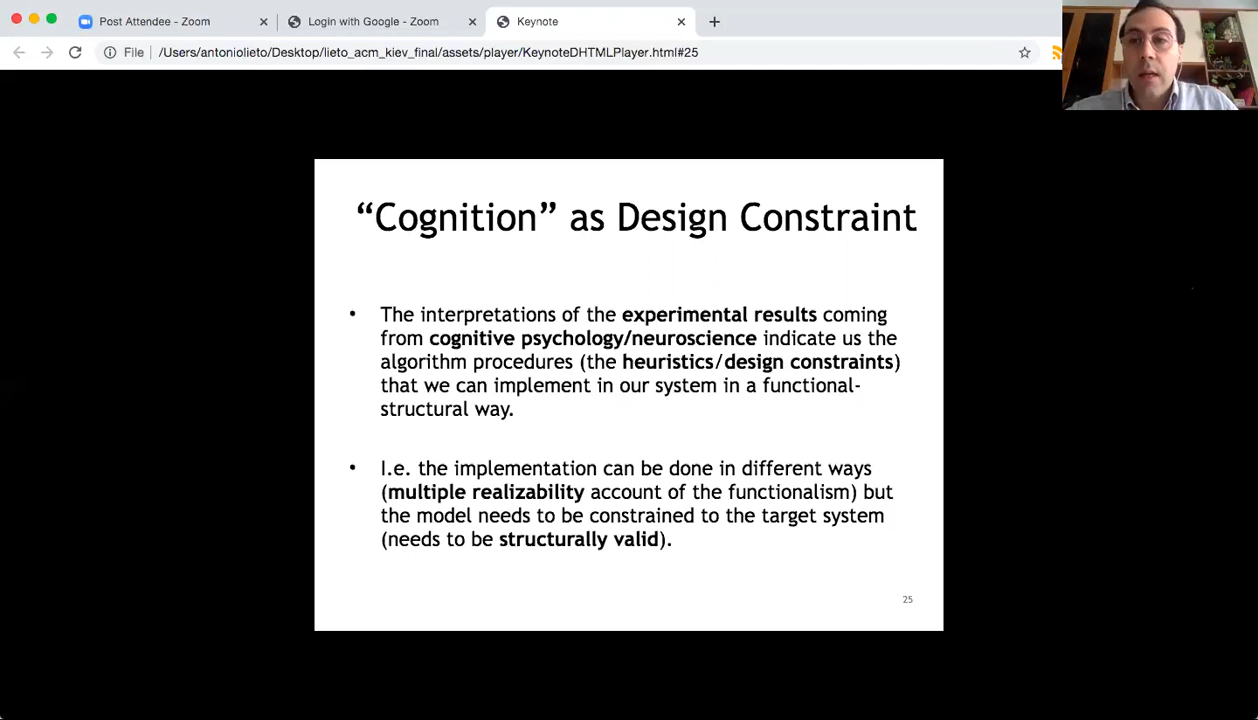 Post Attendee - Zoom
Login with Google - Zoom
Keynote
File
/Users/antoniolieto/Desktop/lieto_acm_kiev_final/assets/player/KeynoteDHTMLPlayer.html#25
“Cognition” as Design Constraint
• The interpretations of the experimental results coming
from cognitive psychology/neuroscience indicate us the
algorithm procedures (the heuristics/design constraints)
that we can implement in our system in a functional-
structural way.
• I.e. the implementation can be done in different ways
(multiple realizability account of the functionalism) but
the model needs to be constrained to the target system
(needs to be structurally valid).
25